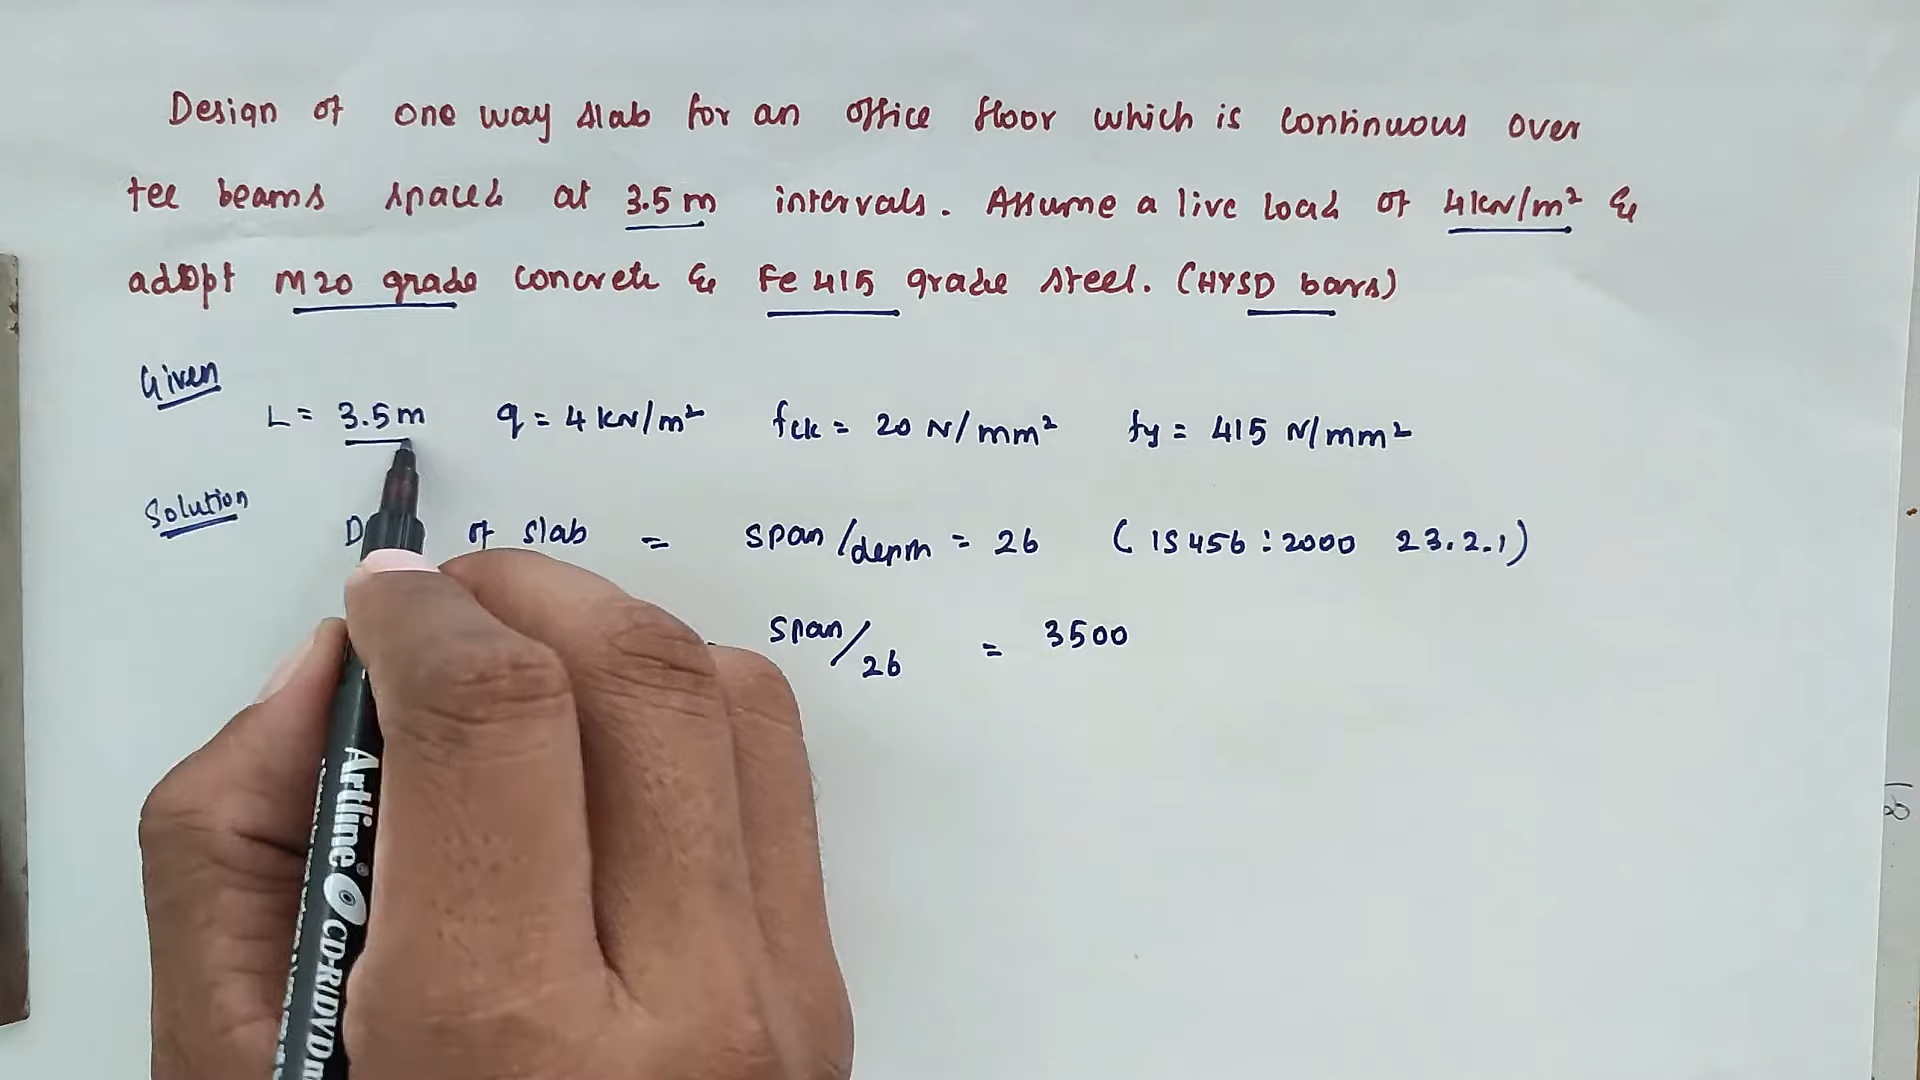 Design of one way slab for an office floor which is continuous over
tee beams spaced at 3.5 m intervals. Assume a live load of 4 kN/m² &
adopt M20 grade concrete & Fe 415 grade steel. (HYSD bars)
Given
L = 3.5m q = 4 kN/m² fck = 20 N/mm² fy = 415 N/mm²
Solution
of slab = span/depth = 26 (IS 456 : 2000 23.2.1)
span/26 = 3500
Artline CD-R/DVD